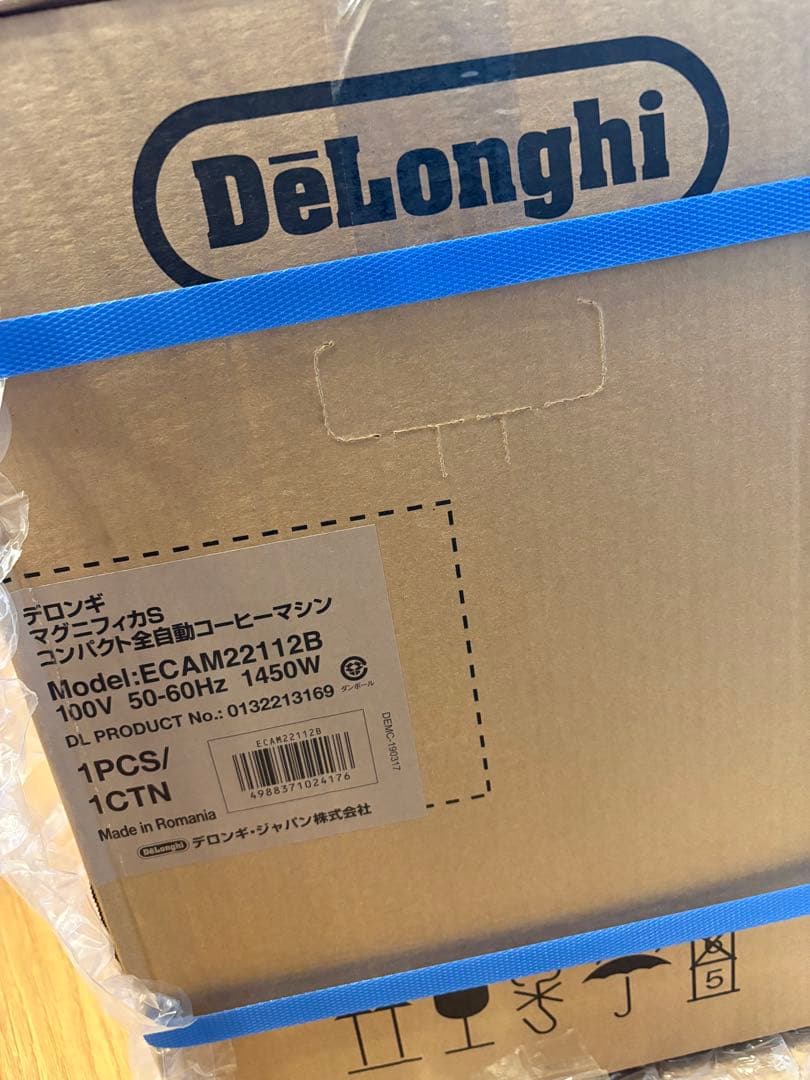 DēLonghi
デロンギ
マグニフィカS
コンパクト全自動コーヒーマシン
Model:ECAM22112B
100V 50-60Hz 1450W
ダンボール
DL PRODUCT No.: 0132213169
1PCS/
1CTN
ECAM22112B
4988371024176
DEMC-190317
Made in Romania
DēLonghi デロンギ・ジャパン株式会社
5